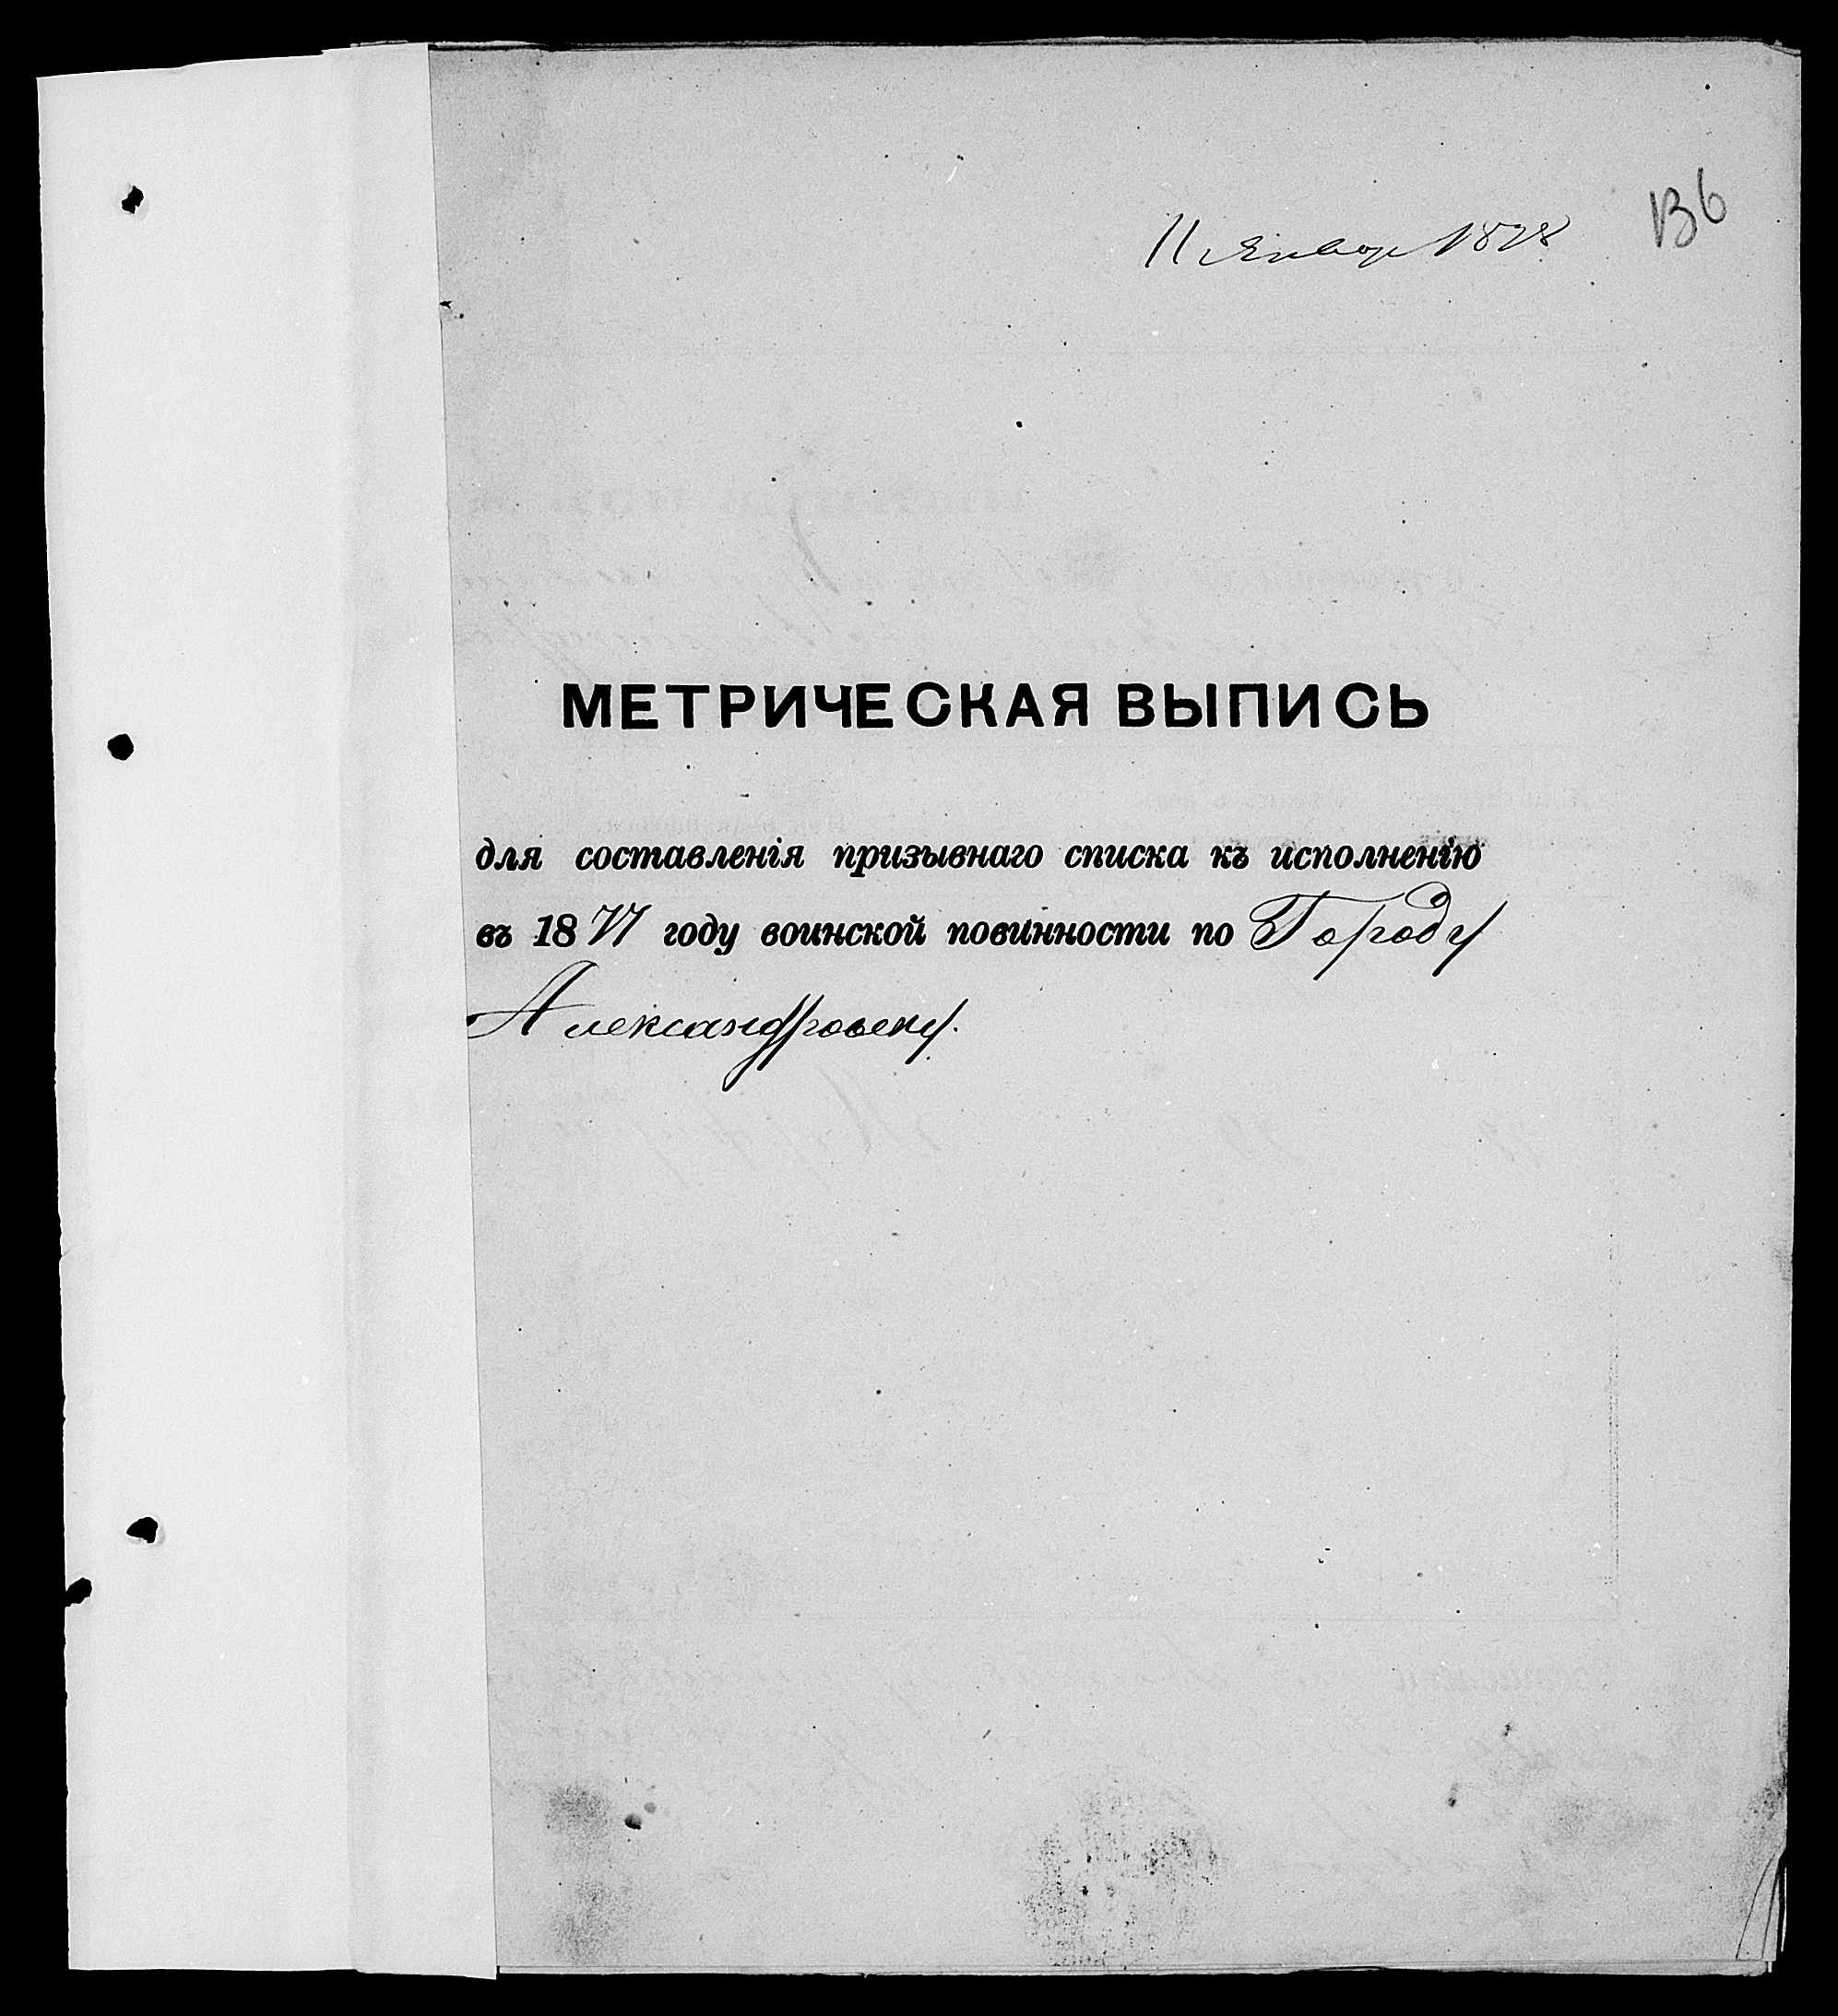 136
11 Январ 1878
МЕТРИЧЕСКАЯ ВЫПИСЬ
для составленія призывнаго списка къ исполненію
въ 1877 году воинской повинности по Городу
Александровску.